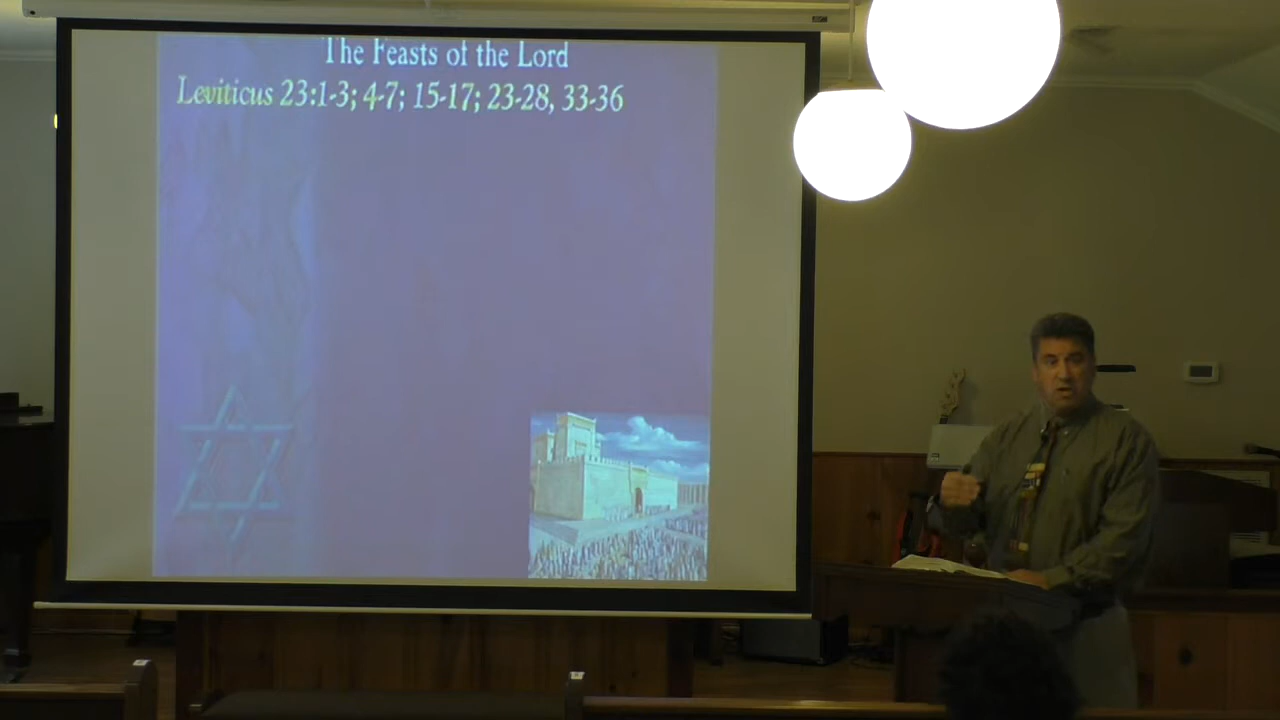 The Feasts of the Lord
Leviticus 23:1-3; 4-7; 15-17; 23-28, 33-36